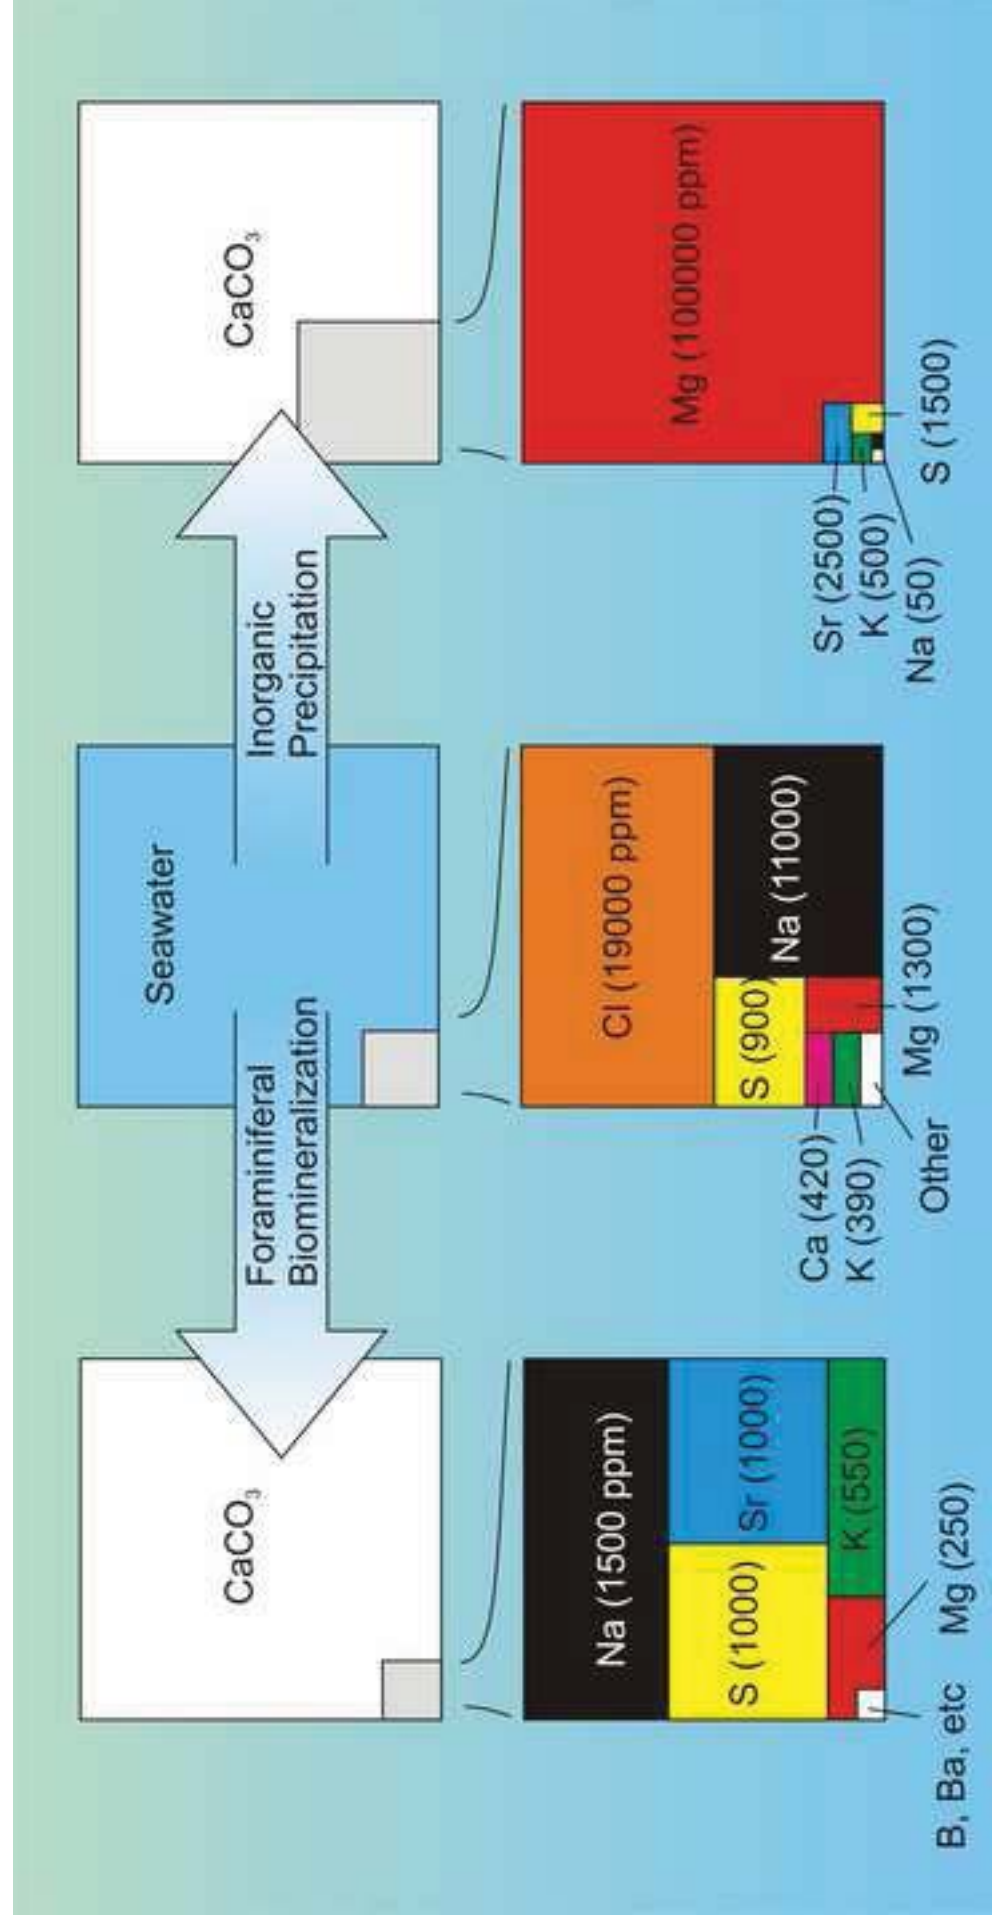 CaCO₃
Seawater
CaCO₃
Foraminiferal
Biomineralization
Inorganic
Precipitation
Na (1500 ppm)
S (1000)
Sr (1000)
K (550)
Mg (250)
B, Ba, etc
Cl (19000 ppm)
S (900)
Na (11000)
Ca (420)
K (390)
Other
Mg (1300)
Mg (100000 ppm)
Sr (2500)
K (500)
Na (50)
S (1500)